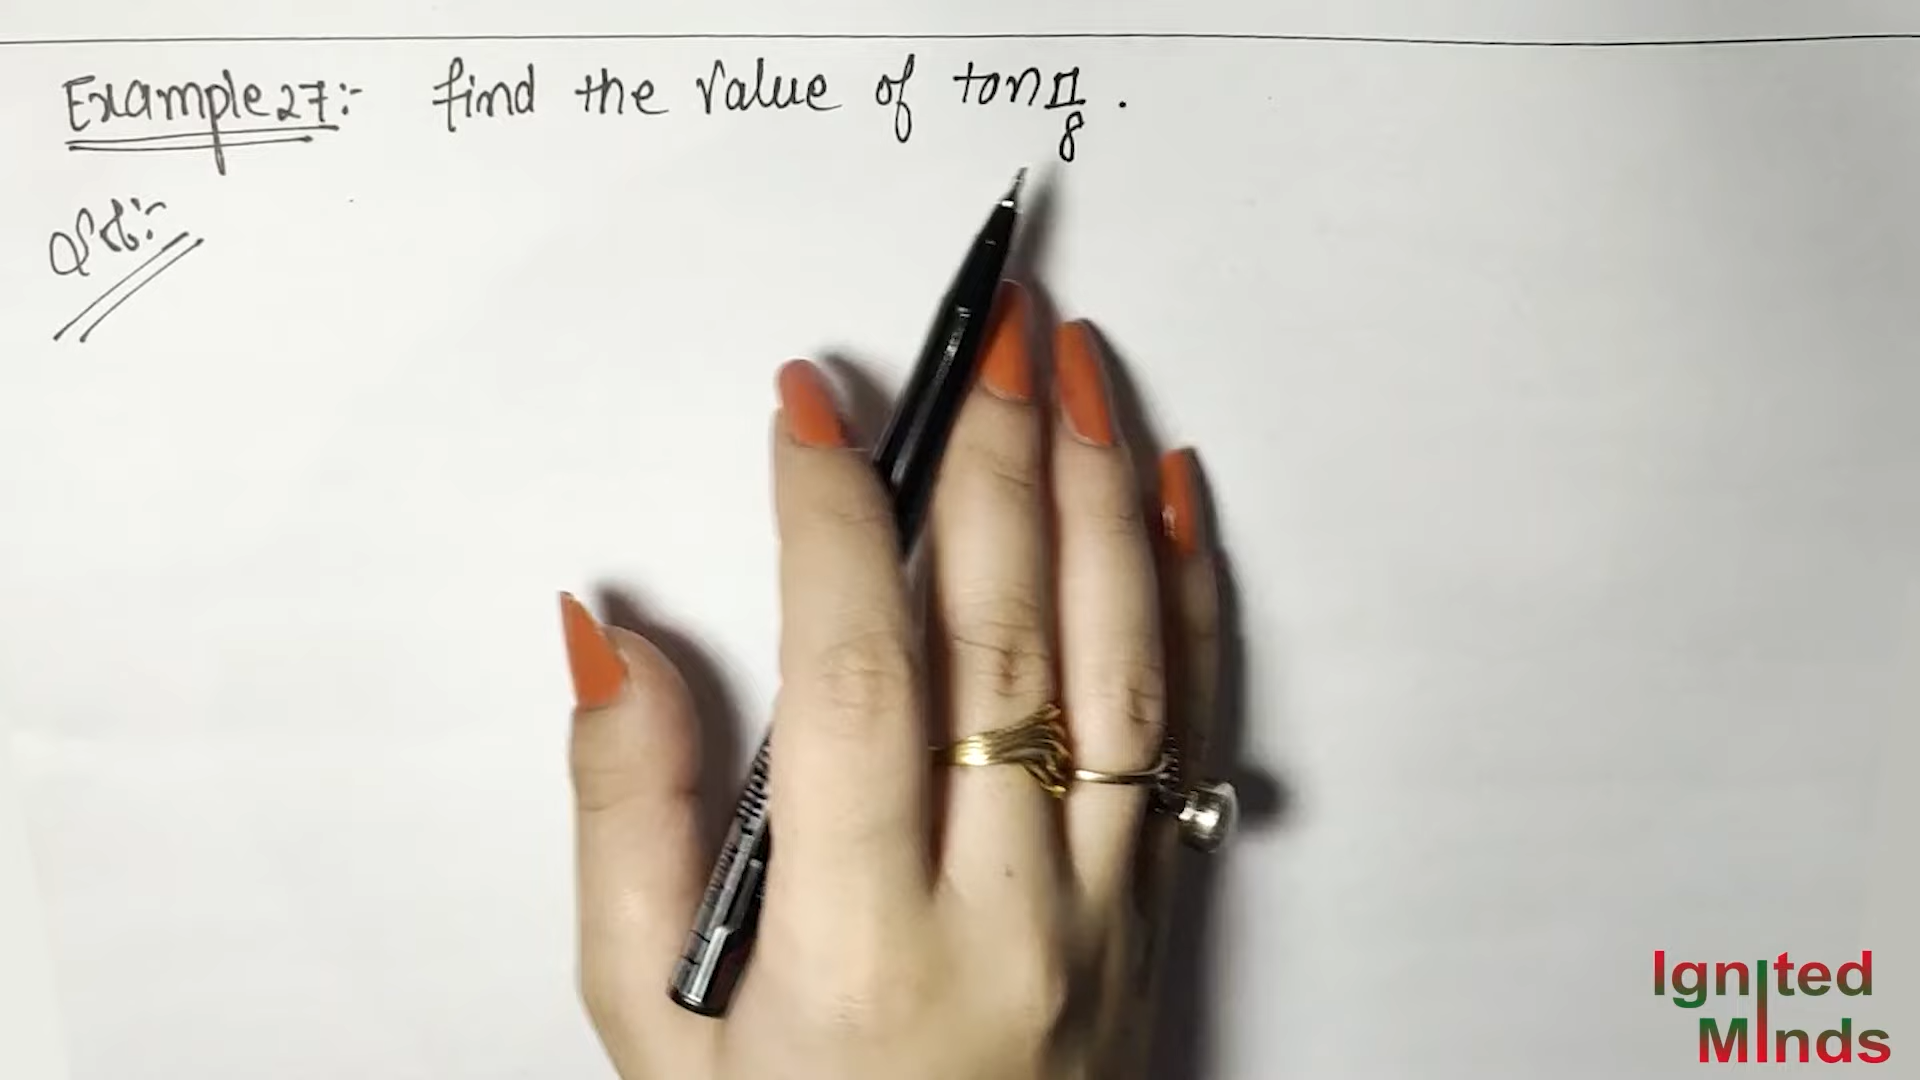 Example 27:- find the value of tan π/8 .
Sol:-
Ignited
Minds